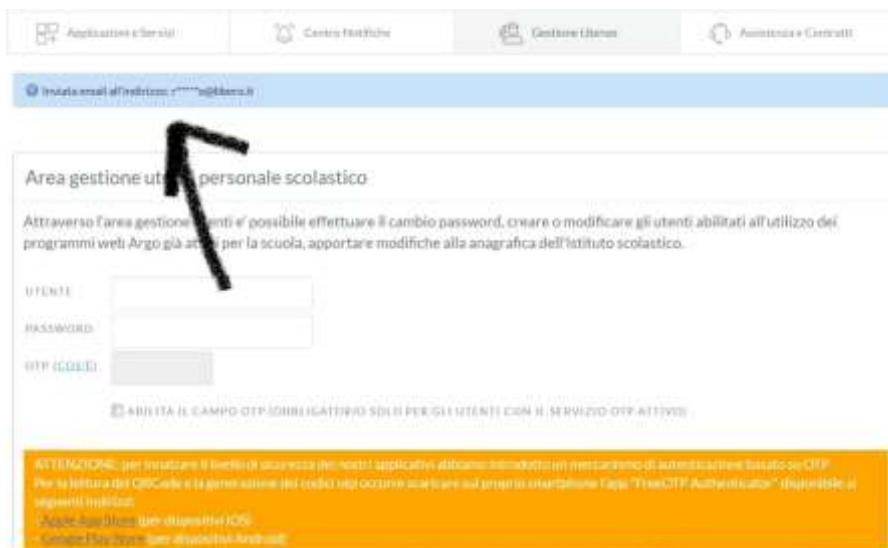 Applicazioni e Servizi
Centro Notifiche
Gestione Utenze
Assistenza e Contratti
Inviata email all'indirizzo: r*****o@libero.it
Area gestione personale scolastico
Attraverso l'area gestione e' possibile effettuare il cambio password, creare o modificare gli utenti abilitati all'utilizzo dei
programmi web Argo già per la scuola, apportare modifiche alla anagrafica dell'Istituto scolastico.
UTENTE
PASSWORD
OTP (COS'È)
ABILITA IL CAMPO OTP (OBBLIGATORIO SOLO PER GLI UTENTI CON IL SERVIZIO OTP ATTIVO)
ATTENZIONE: per innalzare il livello di sicurezza dei nostri applicativi abbiamo introdotto un meccanismo di autenticazione basato su OTP
Per la lettura del QRCode e la generazione dei codici otp occorre scaricare sul proprio smartphone l'app "FreeOTP Authenticator" disponibile ai
seguenti indirizzi:
- Apple App Store (per dispositivi IOS)
- Google Play Store (per dispositivi Android)